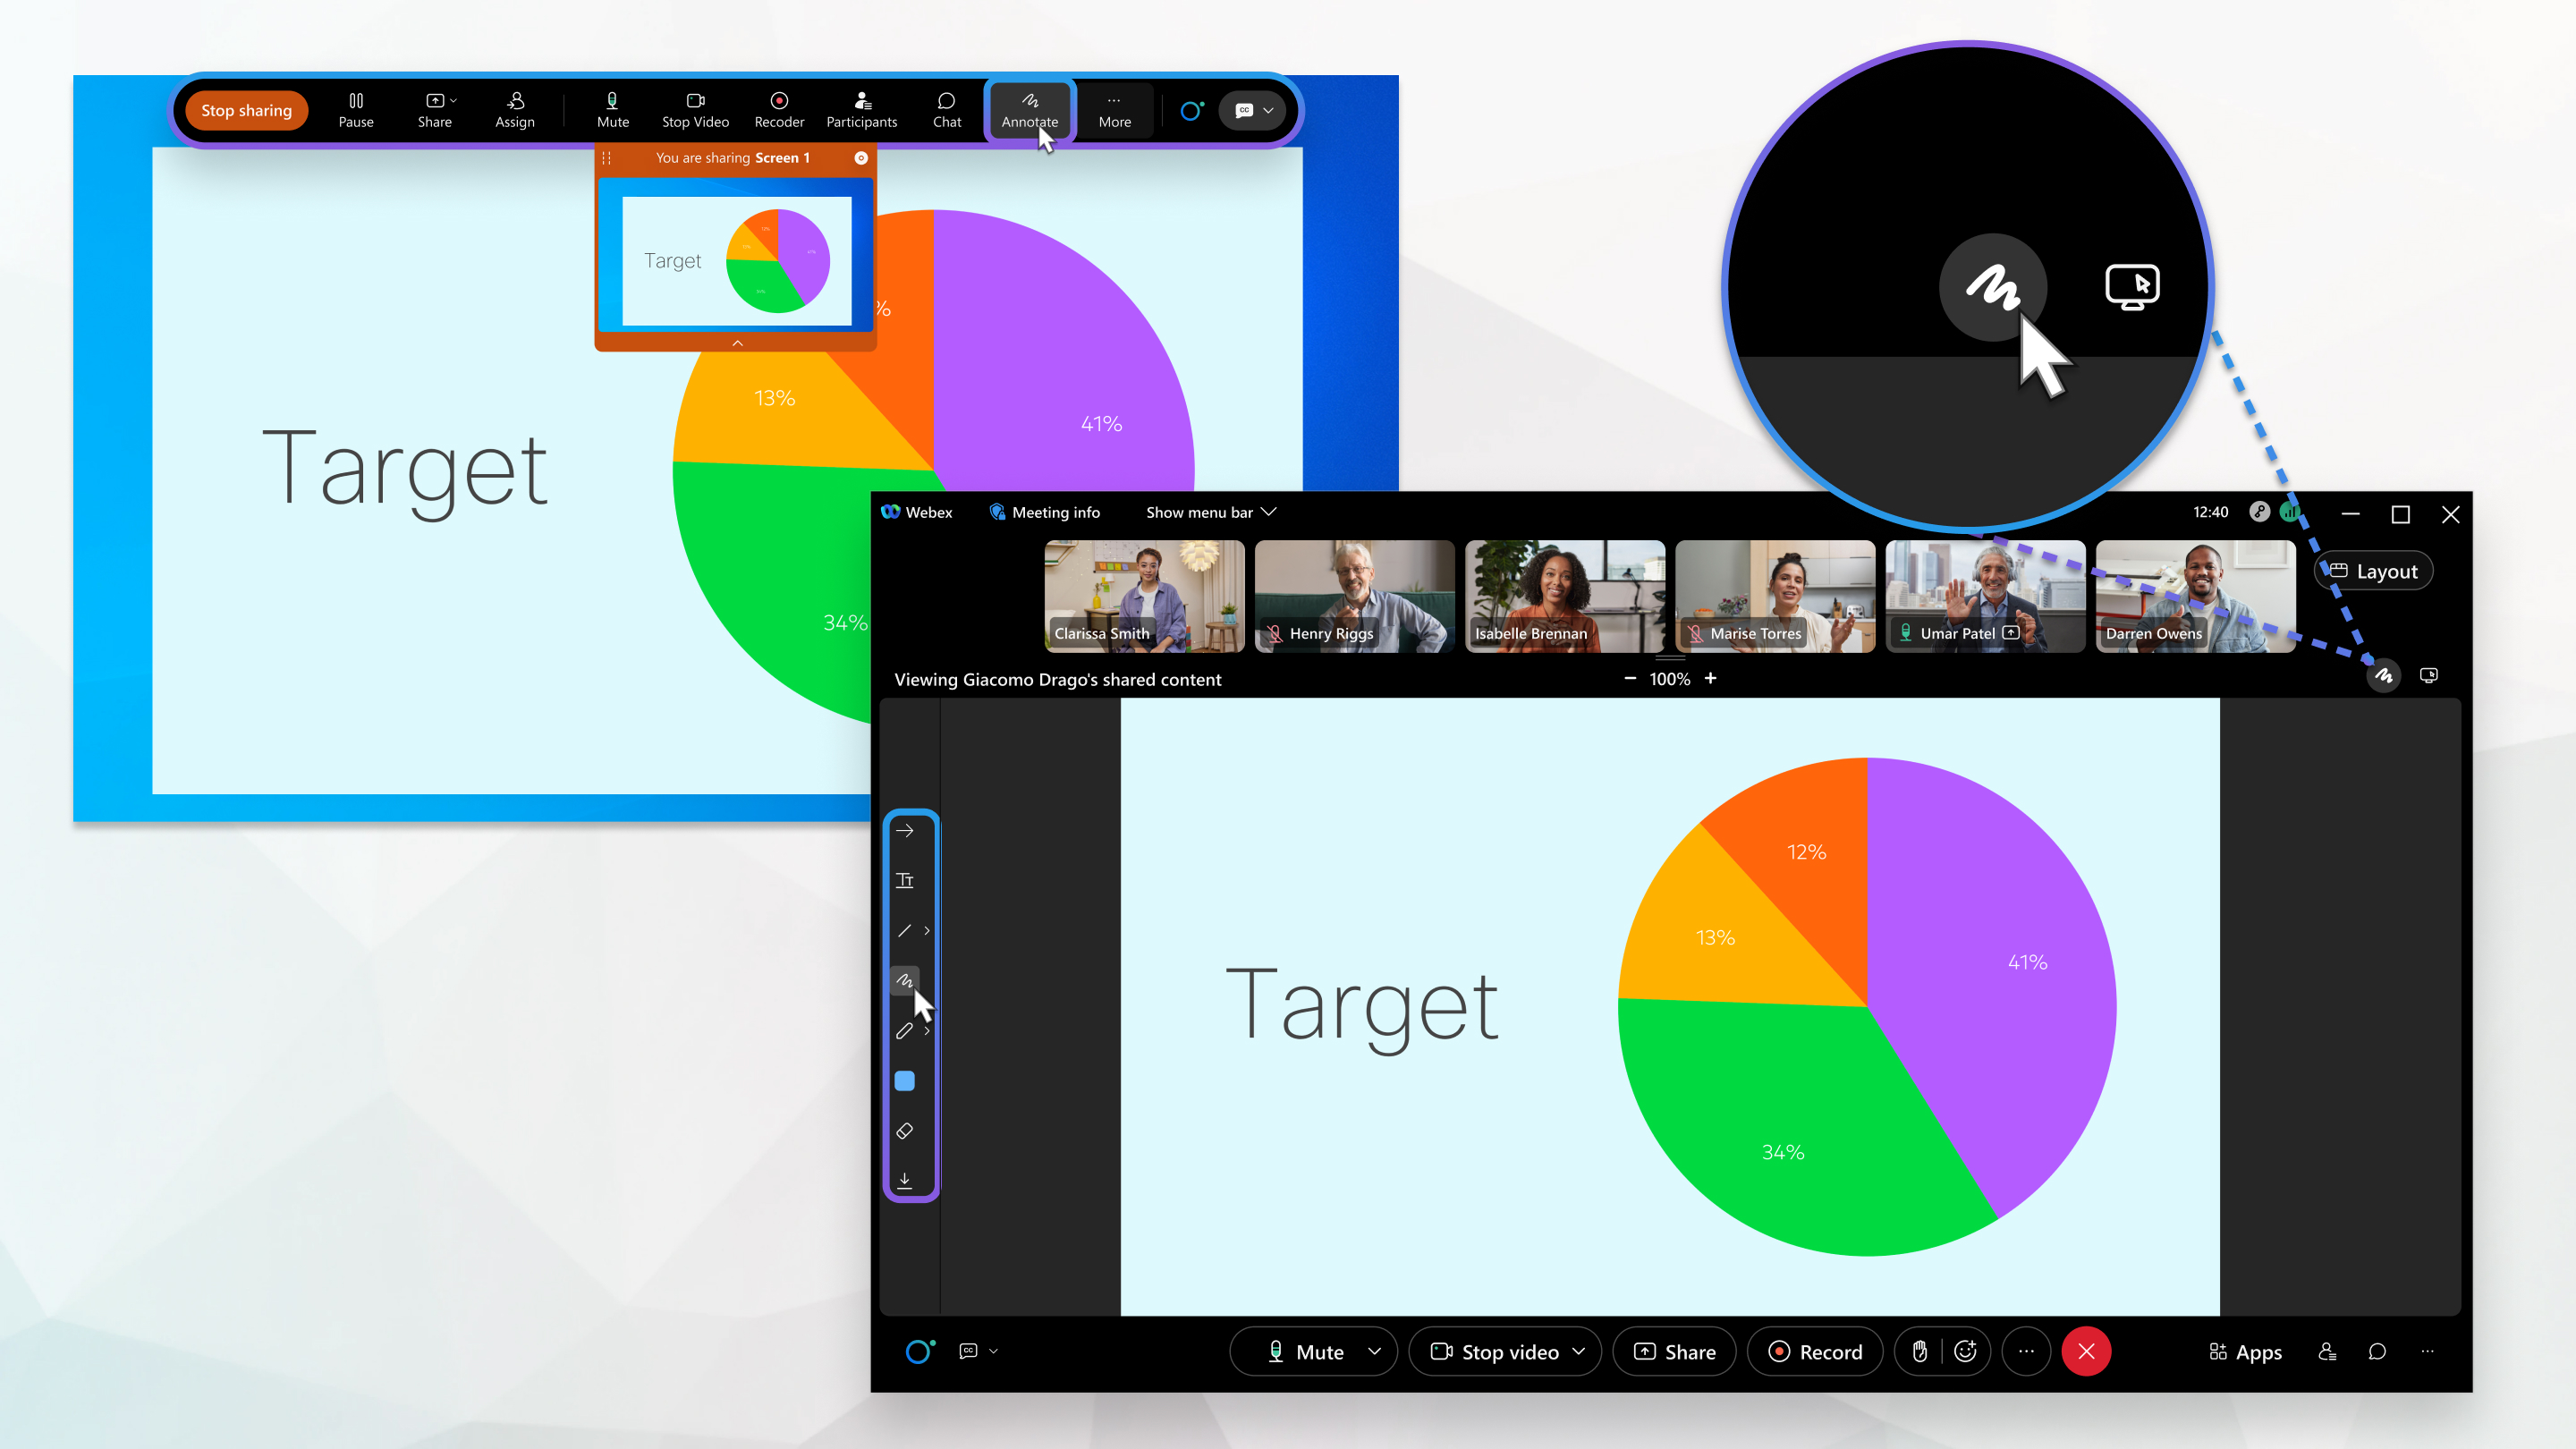 Stop sharing
Pause
Share
Assign
Mute
Stop Video
Recoder
Participants
Chat
Annotate
More
You are sharing Screen 1
Target
%
13%
41%
Target
34%
Webex
Meeting info
Show menu bar
12:40
Clarissa Smith
Henry Riggs
Isabelle Brennan
Marise Torres
Umar Patel
Darren Owens
Layout
Viewing Giacomo Drago's shared content
100%
12%
13%
41%
Target
34%
Mute
Stop video
Share
Record
Apps